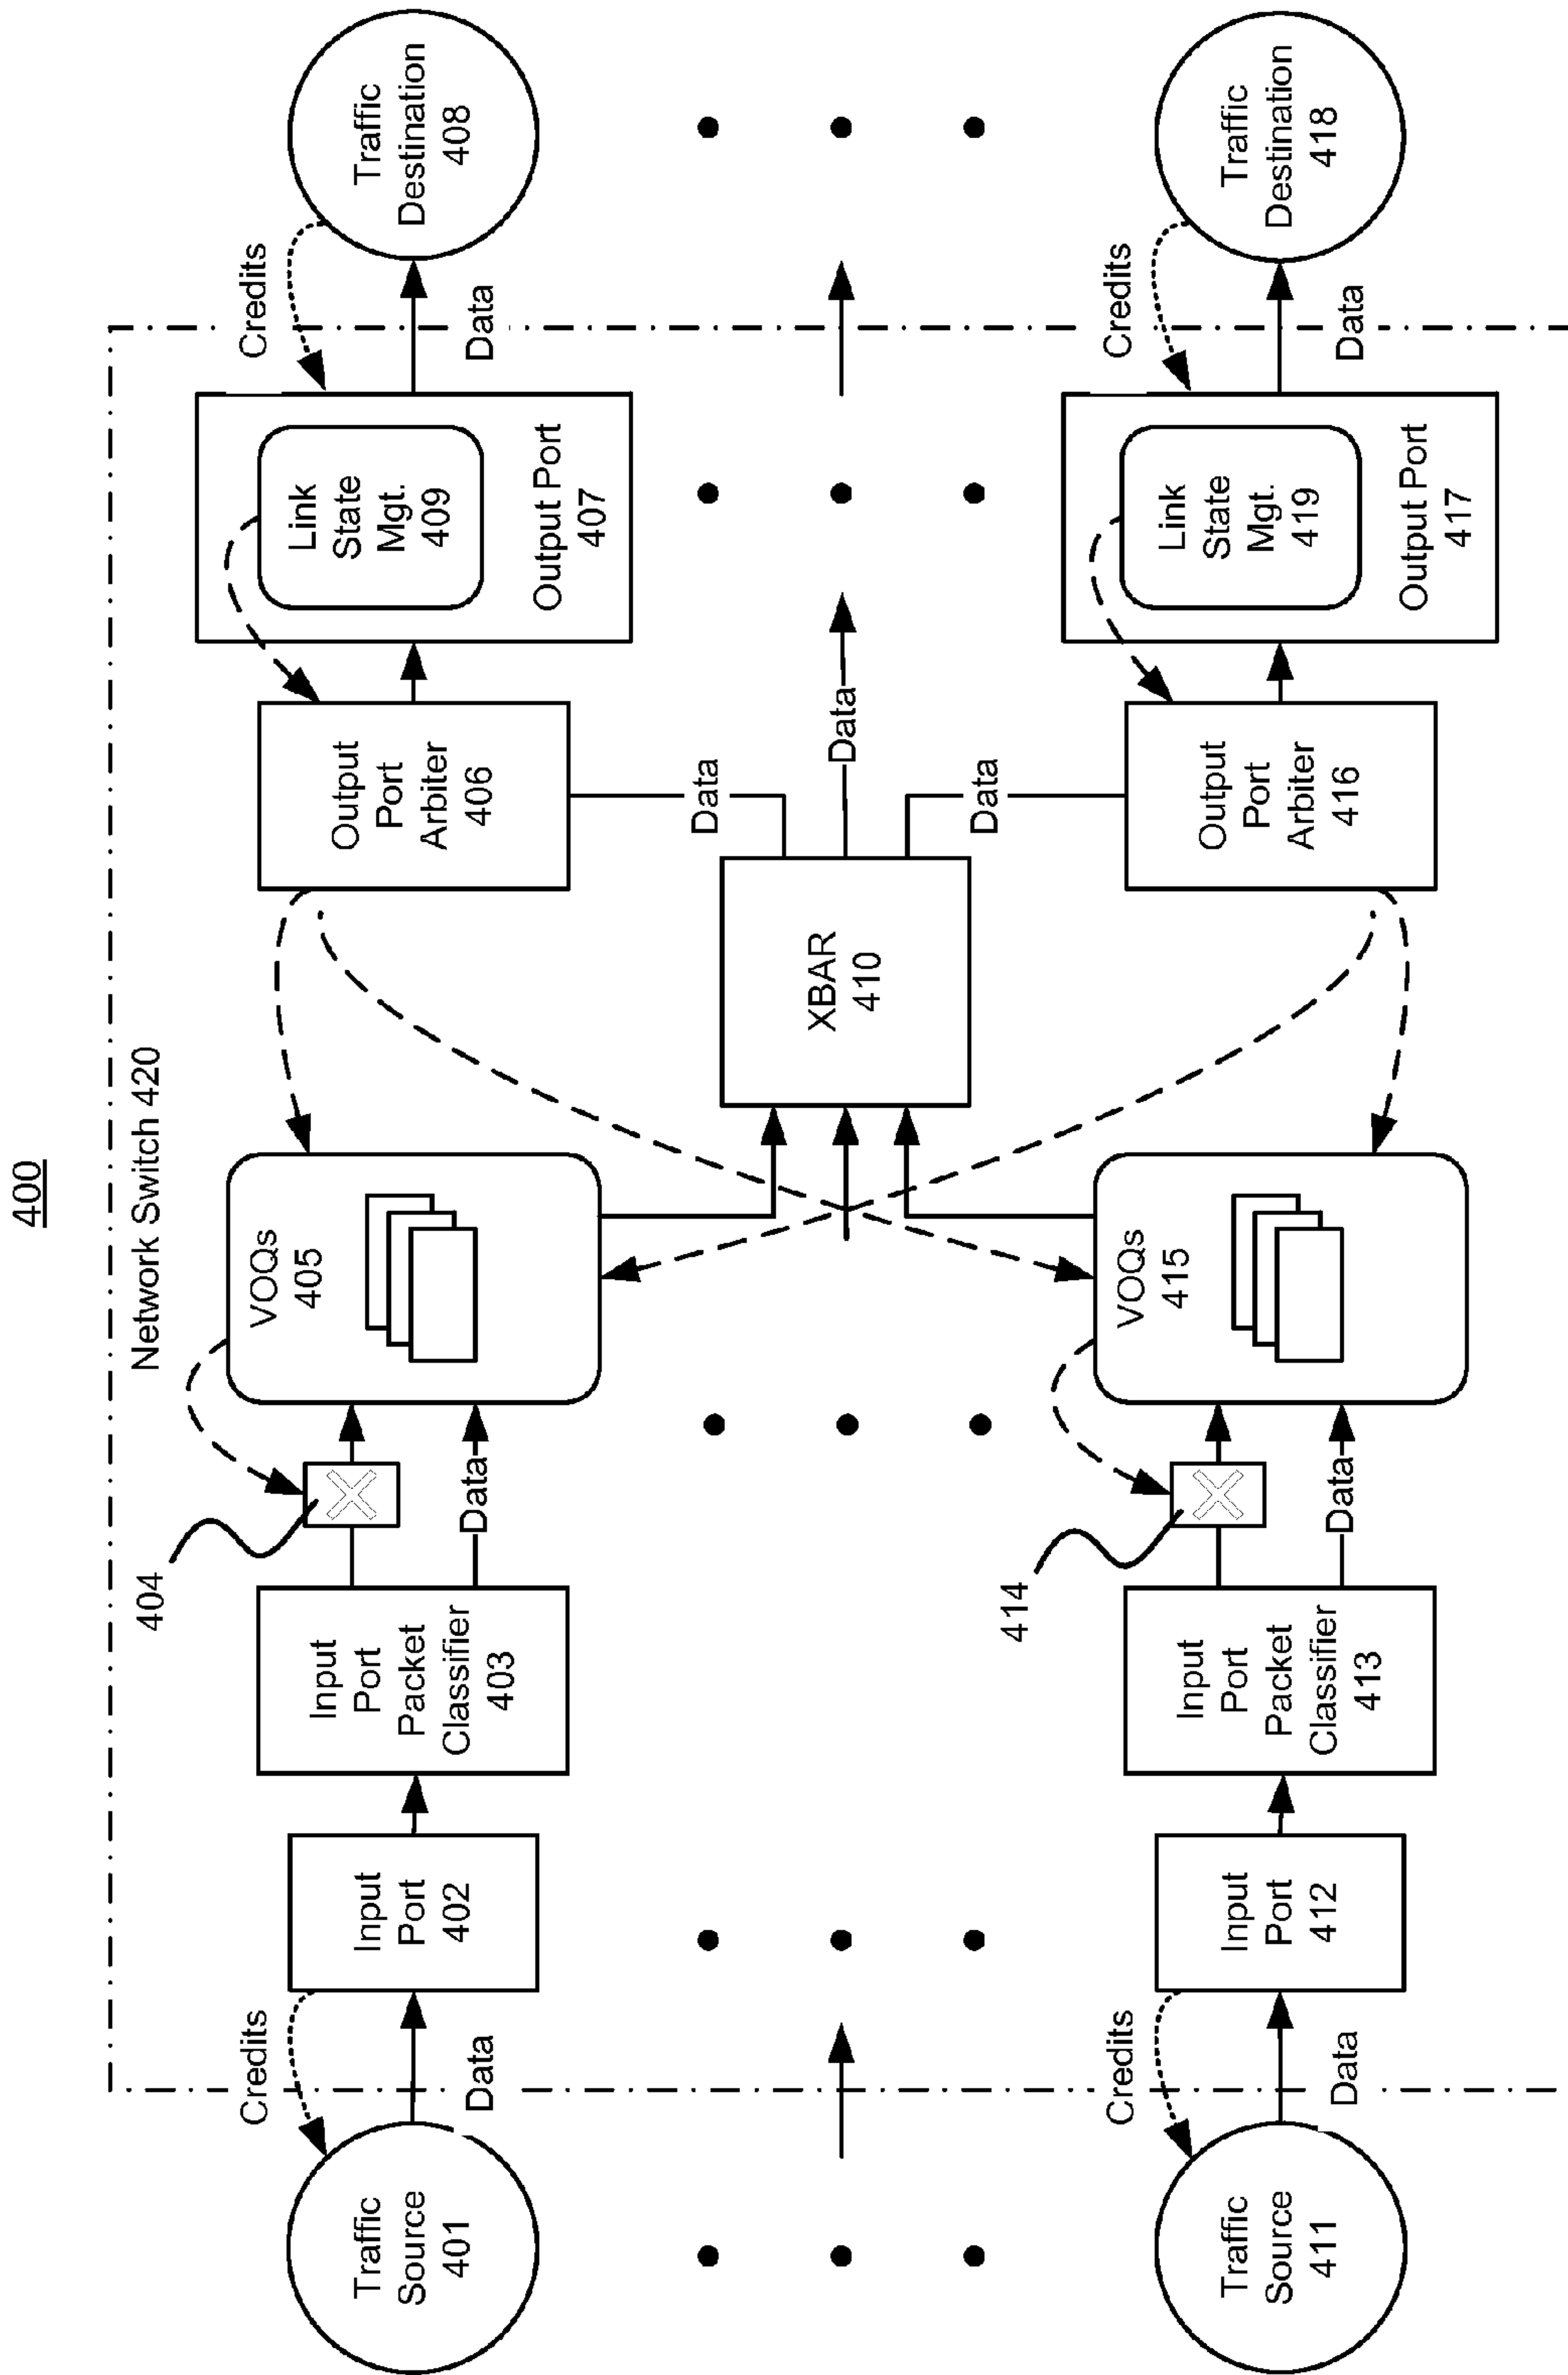 400
Network Switch 420
Traffic
Source
401
Credits
Data
Input
Port
402
Input
Port
Packet
Classifier
403
404
Data
VOQs
405
Output
Port
Arbiter
406
Data
Link
State
Mgt.
409
Output Port
407
Credits
Data
Traffic
Destination
408
XBAR
410
Data
Traffic
Source
411
Credits
Data
Input
Port
412
Input
Port
Packet
Classifier
413
414
Data
VOQs
415
Data
Output
Port
Arbiter
416
Link
State
Mgt.
419
Output Port
417
Credits
Data
Traffic
Destination
418